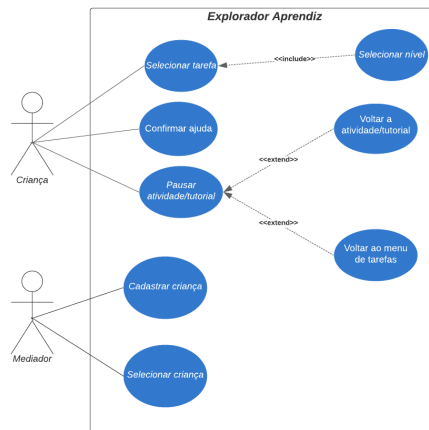 Explorador Aprendiz
Selecionar tarefa
<<include>>
Selecionar nível
Confirmar ajuda
Voltar a
atividade/tutorial
<<extend>>
Criança
Pausar
atividade/tutorial
<<extend>>
Voltar ao menu
de tarefas
Cadastrar criança
Mediador
Selecionar criança